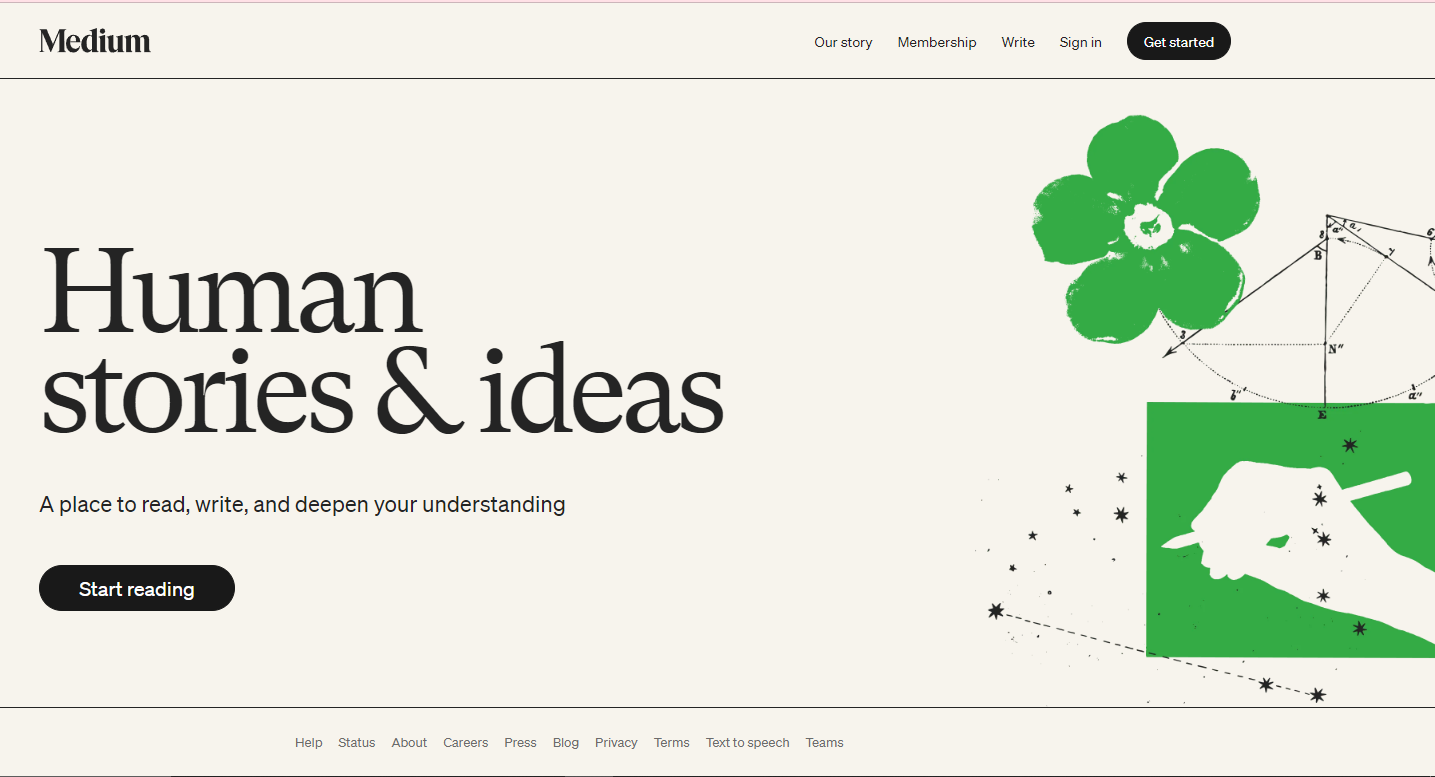 Medium
Our story Membership Write Sign in Get started
Human
stories & ideas
A place to read, write, and deepen your understanding
Start reading
B
N″
3
b″
a″
E
Help Status About Careers Press Blog Privacy Terms Text to speech Teams